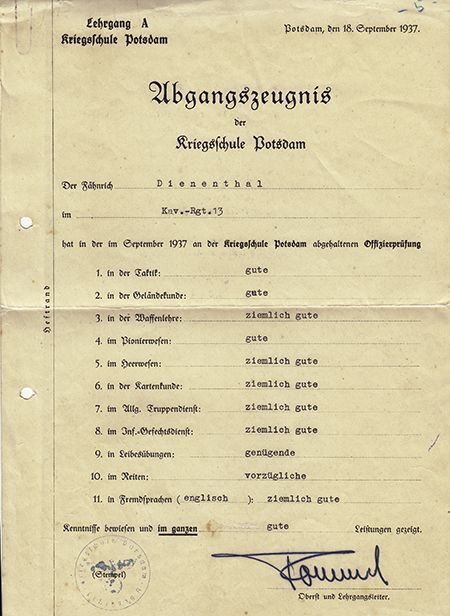 - 5 -
Lehrgang A
Kriegsschule Potsdam
Potsdam, den 18. September 1937.
Abgangszeugnis
der
Kriegsschule Potsdam
Der Fähnrich Dienenthal
im Kav.-Rgt.13
hat in der im September 1937 an der Kriegsschule Potsdam abgehaltenen Offizierprüfung
1. in der Taktik: gute
2. in der Geländekunde: gute
3. in der Waffenlehre: ziemlich gute
4. im Pionierwesen: gute
5. im Heerwesen: ziemlich gute
6. in der Kartenkunde: ziemlich gute
7. im Allg. Truppendienst: ziemlich gute
8. im Inf.-Gefechtsdienst: ziemlich gute
9. in Leibesübungen: genügende
10. im Reiten: vorzügliche
11. in Fremdsprachen (englisch): ziemlich gute
Kenntnisse bewiesen und im ganzen gute Leistungen gezeigt.
(Stempel)
Rommel
Oberst und Lehrgangsleiter.
Heftrand